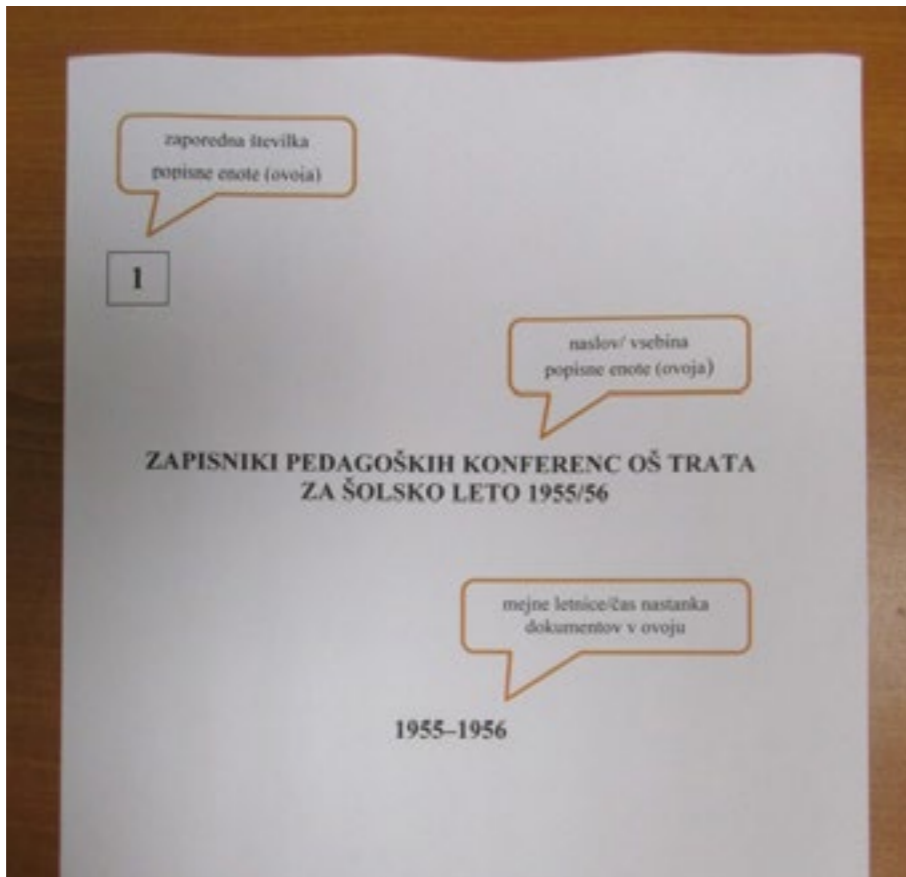 zaporedna številka
popisne enote (ovoja)
1
naslov/ vsebina
popisne enote (ovoja)
ZAPISNIKI PEDAGOŠKIH KONFERENC OŠ TRATA
ZA ŠOLSKO LETO 1955/56
mejne letnice/čas nastanka
dokumentov v ovoju
1955–1956